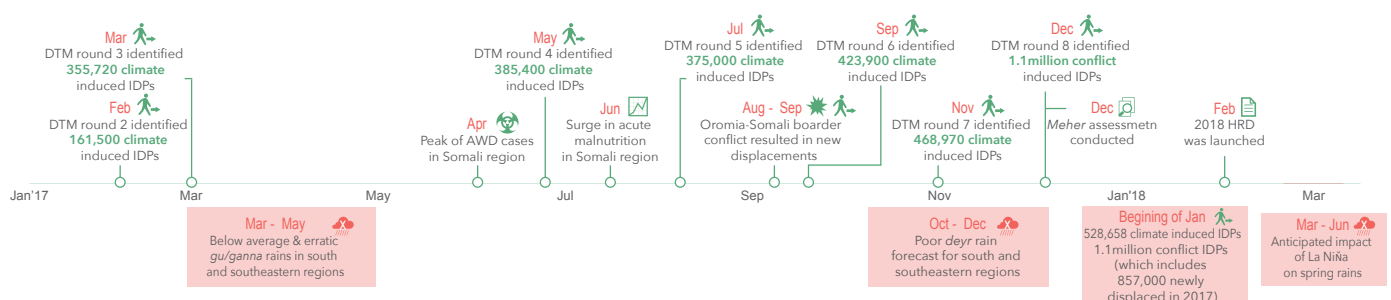 Mar
DTM round 3 identified
355,720 climate
induced IDPs
Feb
DTM round 2 identified
161,500 climate
induced IDPs
Apr
Peak of AWD cases
in Somali region
May
DTM round 4 identified
385,400 climate
induced IDPs
Jun
Surge in acute
malnutrition
in Somali region
Jul
DTM round 5 identified
375,000 climate
induced IDPs
Aug - Sep
Oromia-Somali boarder
conflict resulted in new
displacements
Sep
DTM round 6 identified
423,900 climate
induced IDPs
Nov
DTM round 7 identified
468,970 climate
induced IDPs
Dec
DTM round 8 identified
1.1million conflict
induced IDPs
Dec
Meher assessmetn
conducted
Feb
2018 HRD
was launched
Jan'17
Mar
May
Jul
Sep
Nov
Jan'18
Mar
Mar - May
Below average & erratic
gu/ganna rains in south
and southeastern regions
Oct - Dec
Poor deyr rain
forecast for south and
southeastern regions
Begining of Jan
528,658 climate induced IDPs
1.1million conflict IDPs
(which includes
857,000 newly
displaced in 2017)
Mar - Jun
Anticipated impact
of La Niña
on spring rains